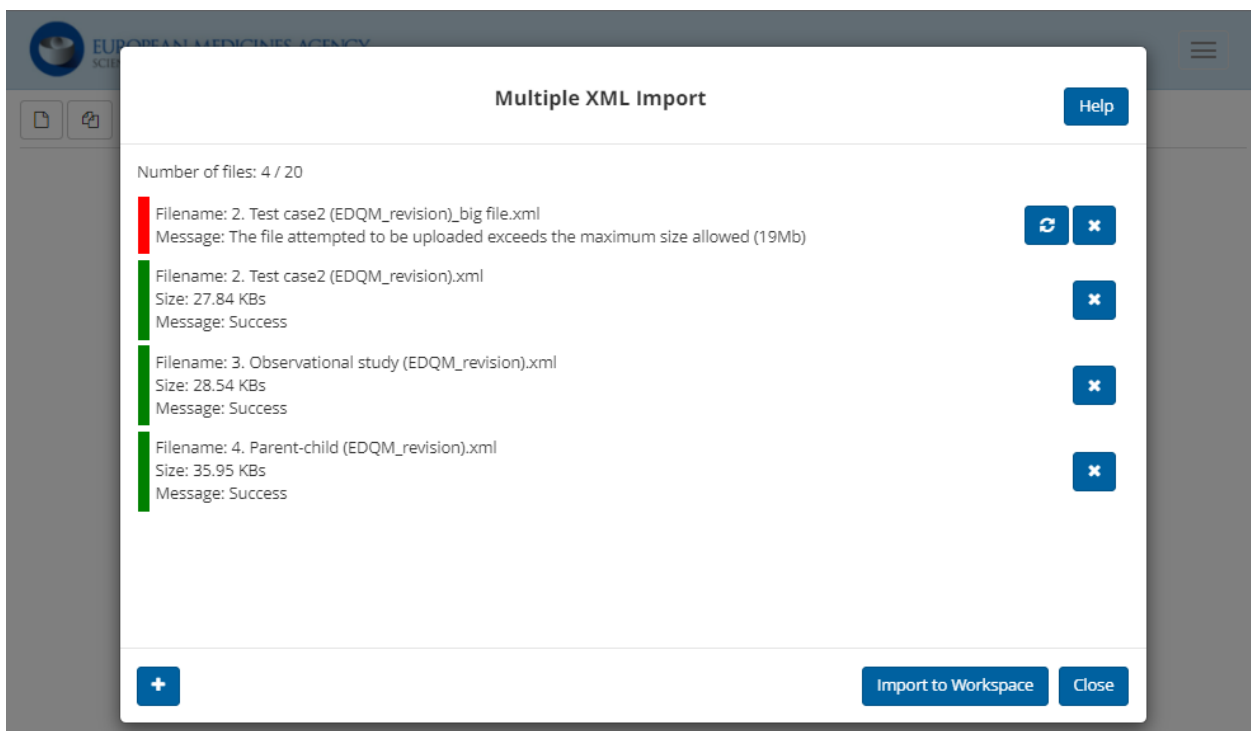 EUROPEAN MEDICINES AGENCY
Multiple XML Import
Help
Number of files: 4 / 20
Filename: 2. Test case2 (EDQM_revision)_big file.xml
Message: The file attempted to be uploaded exceeds the maximum size allowed (19Mb)
Filename: 2. Test case2 (EDQM_revision).xml
Size: 27.84 KBs
Message: Success
Filename: 3. Observational study (EDQM_revision).xml
Size: 28.54 KBs
Message: Success
Filename: 4. Parent-child (EDQM_revision).xml
Size: 35.95 KBs
Message: Success
Import to Workspace
Close